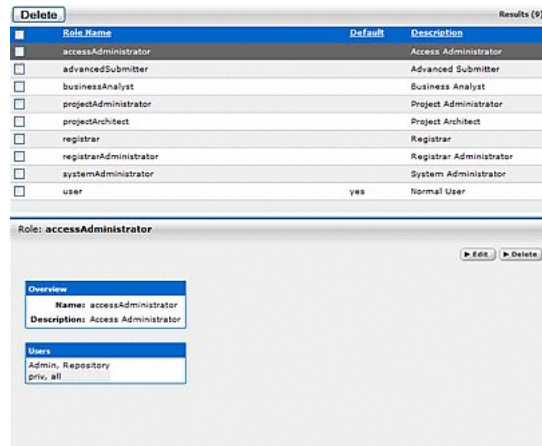 Delete Results (9)
Role Name Default Description
accessAdministrator Access Administrator
advancedSubmitter Advanced Submitter
businessAnalyst Business Analyst
projectAdministrator Project Administrator
projectArchitect Project Architect
registrar Registrar
registrarAdministrator Registrar Administrator
systemAdministrator System Administrator
user yes Normal User
Role: accessAdministrator
Edit Delete
Overview
Name: accessAdministrator
Description: Access Administrator
Users
Admin, Repository
priv, all